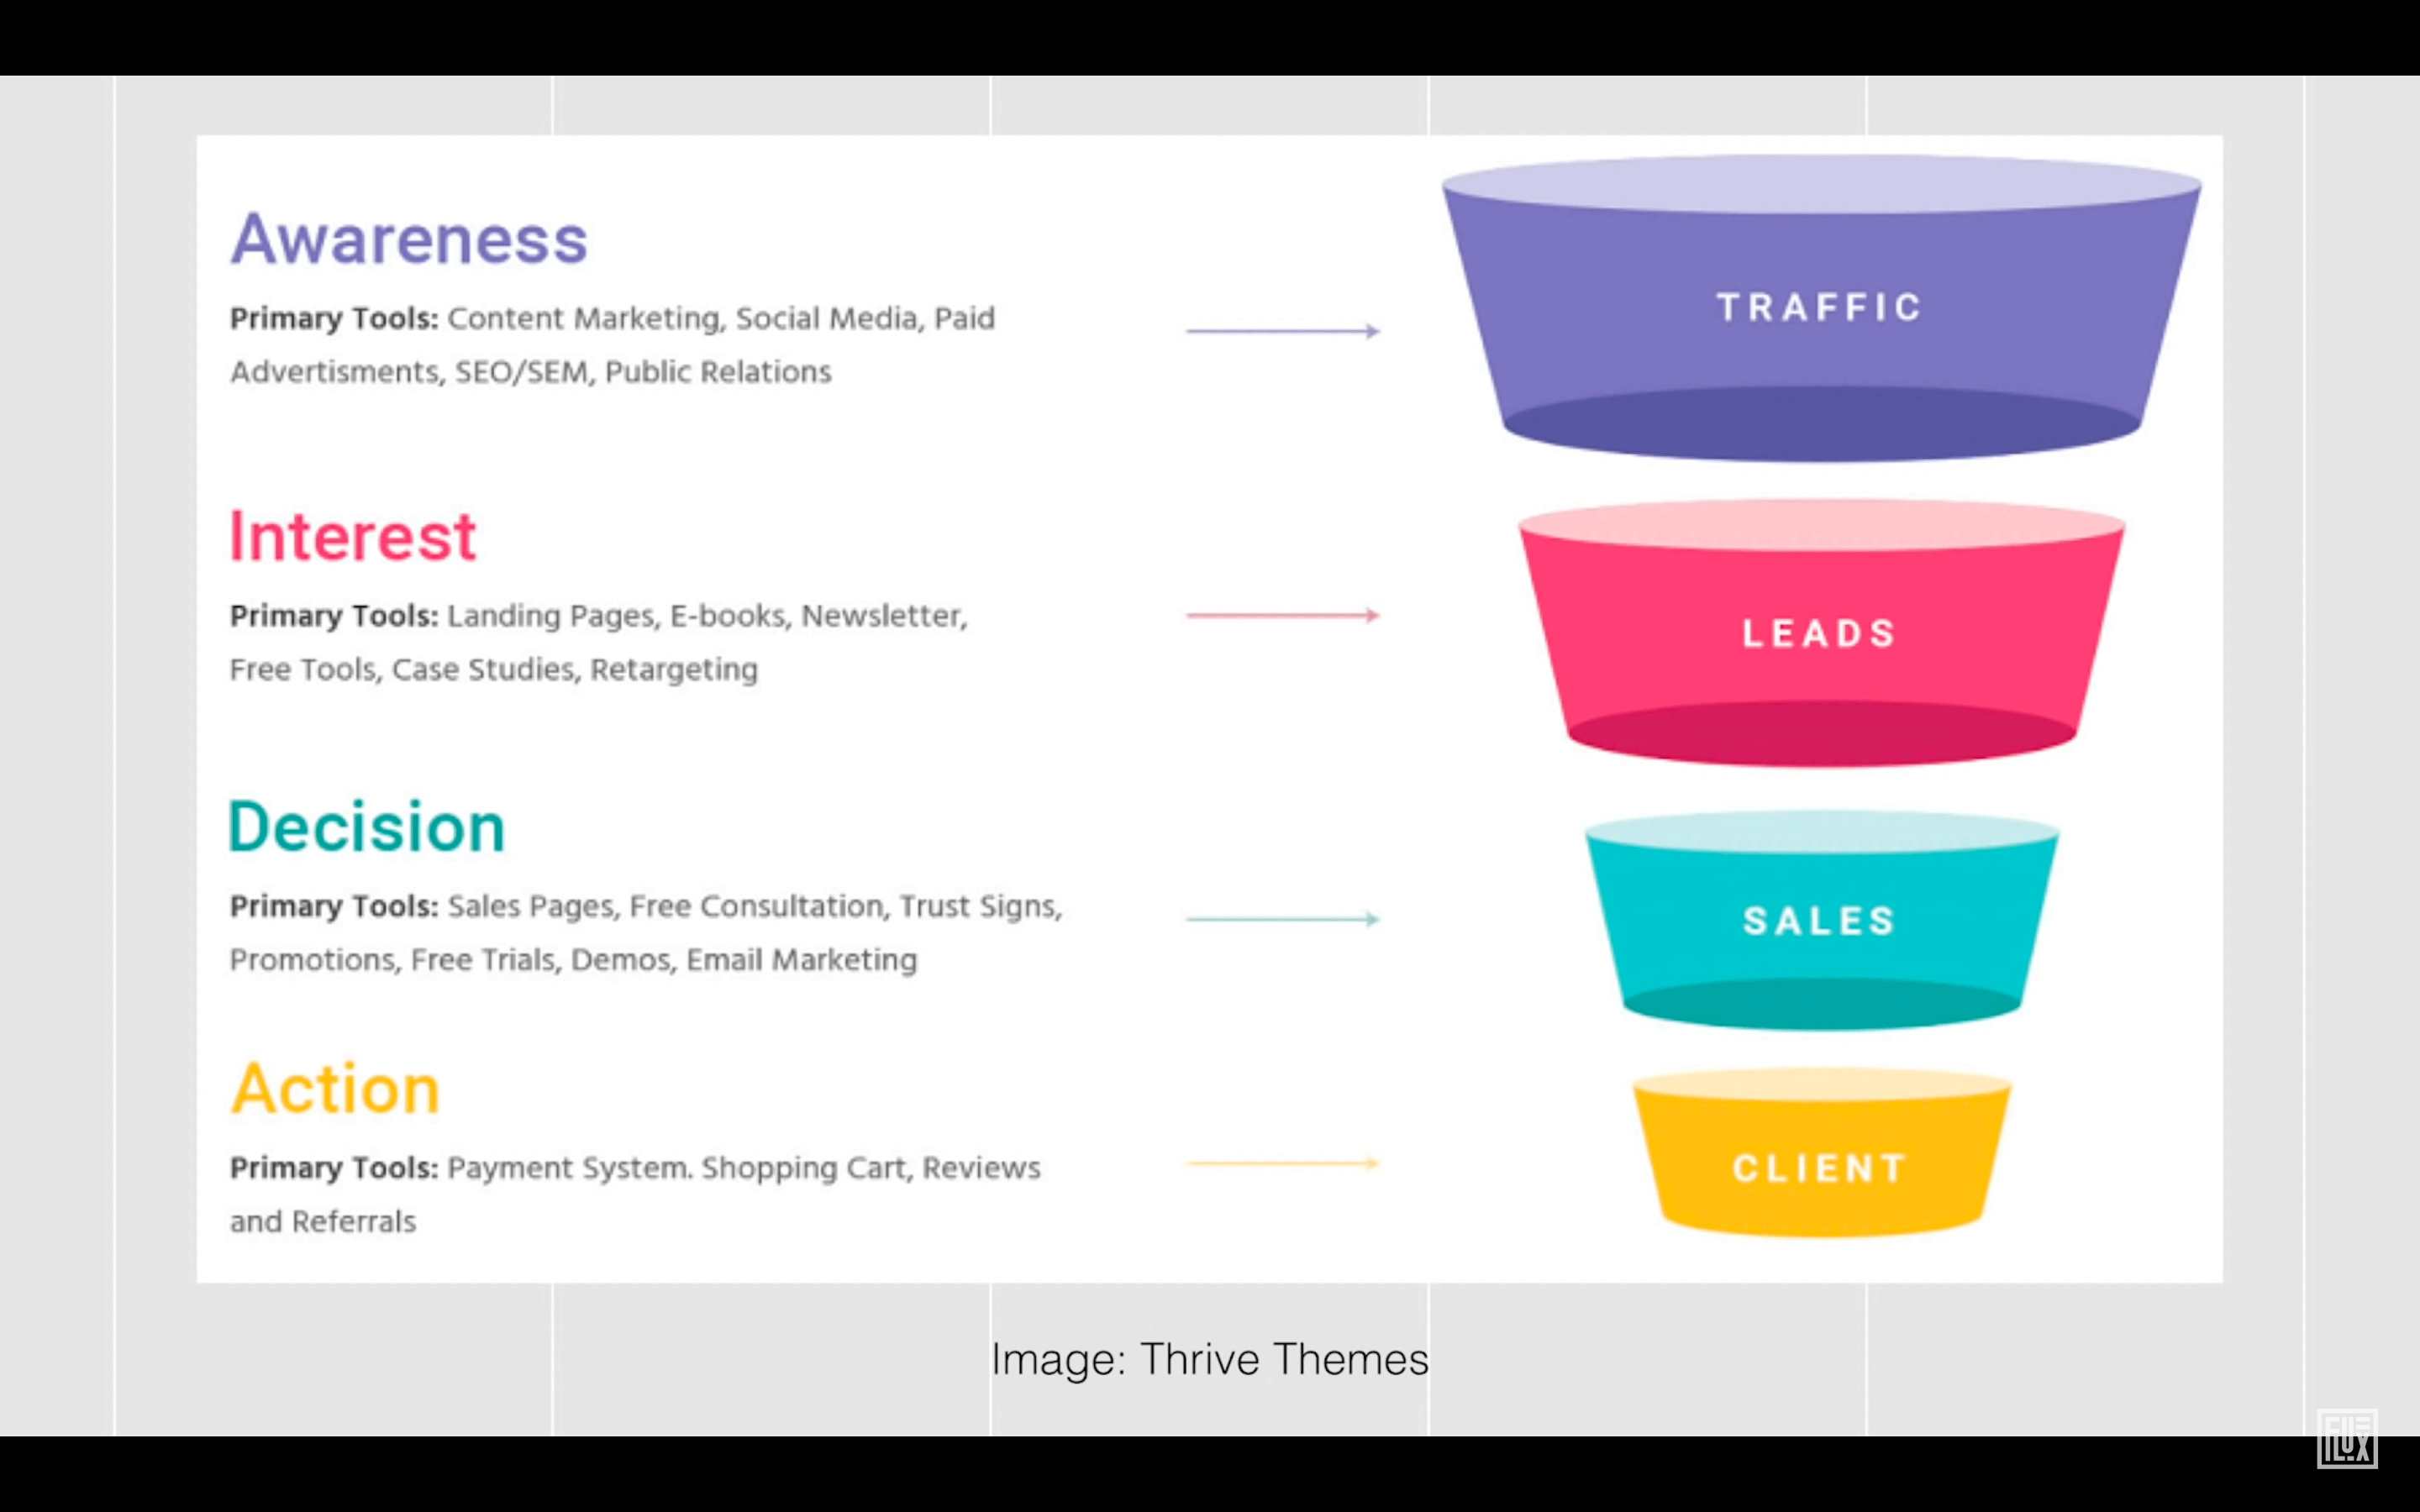 Awareness
Primary Tools: Content Marketing, Social Media, Paid
Advertisments, SEO/SEM, Public Relations
TRAFFIC
Interest
Primary Tools: Landing Pages, E-books, Newsletter,
Free Tools, Case Studies, Retargeting
LEADS
Decision
Primary Tools: Sales Pages, Free Consultation, Trust Signs,
Promotions, Free Trials, Demos, Email Marketing
SALES
Action
Primary Tools: Payment System. Shopping Cart, Reviews
and Referrals
CLIENT
Image: Thrive Themes
FLUX